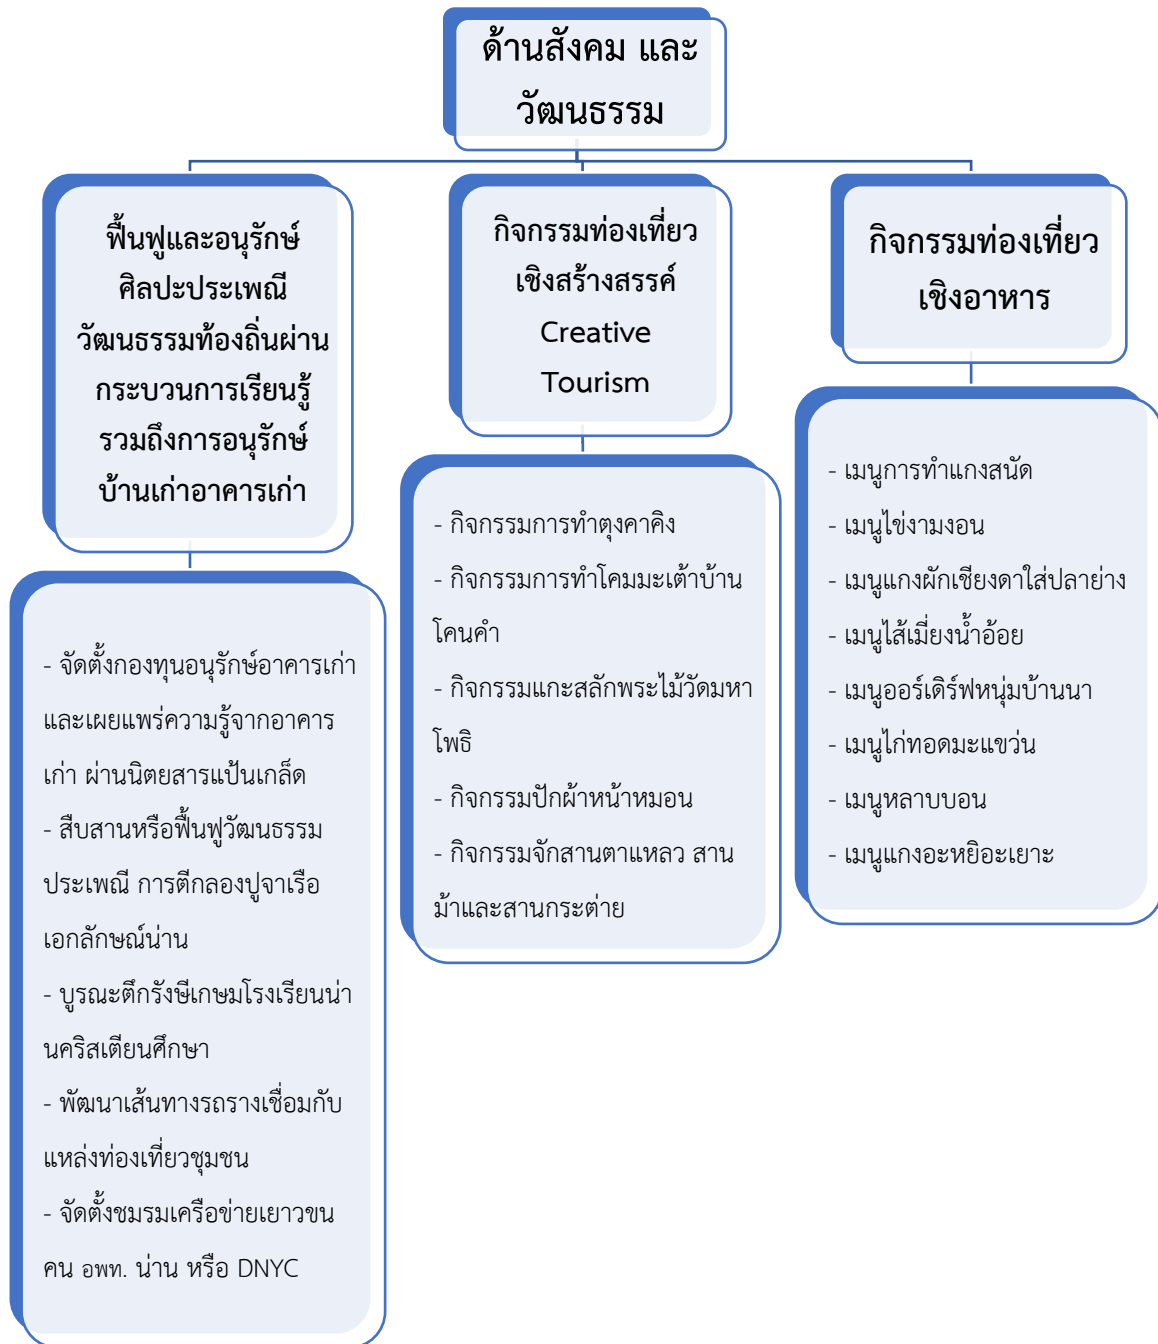 ด้านสังคม และ
วัฒนธรรม
ฟื้นฟูและอนุรักษ์
ศิลปะประเพณี
วัฒนธรรมท้องถิ่นผ่าน
กระบวนการเรียนรู้
รวมถึงการอนุรักษ์
บ้านเก่าอาคารเก่า
- จัดตั้งกองทุนอนุรักษ์อาคารเก่า
และเผยแพร่ความรู้จากอาคาร
เก่า ผ่านนิตยสารแป้นเกล็ด
- สืบสานหรือฟื้นฟูวัฒนธรรม
ประเพณี การตีกลองปูจาเรือ
เอกลักษณ์น่าน
- บูรณะตึกรังษีเกษมโรงเรียนน่า
นคริสเตียนศึกษา
- พัฒนาเส้นทางรถรางเชื่อมกับ
แหล่งท่องเที่ยวชุมชน
- จัดตั้งชมรมเครือข่ายเยาวขน
คน อพท. น่าน หรือ DNYC
กิจกรรมท่องเที่ยว
เชิงสร้างสรรค์
Creative
Tourism
- กิจกรรมการทำตุงคาคิง
- กิจกรรมการทำโคมมะเต้าบ้าน
โคนคำ
- กิจกรรมแกะสลักพระไม้วัดมหา
โพธิ
- กิจกรรมปักผ้าหน้าหมอน
- กิจกรรมจักสานตาแหลว สาน
ม้าและสานกระต่าย
กิจกรรมท่องเที่ยว
เชิงอาหาร
- เมนูการทำแกงสนัด
- เมนูไข่งามงอน
- เมนูแกงผักเชียงดาใส่ปลาย่าง
- เมนูไส้เมี่ยงน้ำอ้อย
- เมนูออร์เดิร์ฟหนุ่มบ้านนา
- เมนูไก่ทอดมะแขว่น
- เมนูหลาบบอน
- เมนูแกงอะหยิอะเยาะ